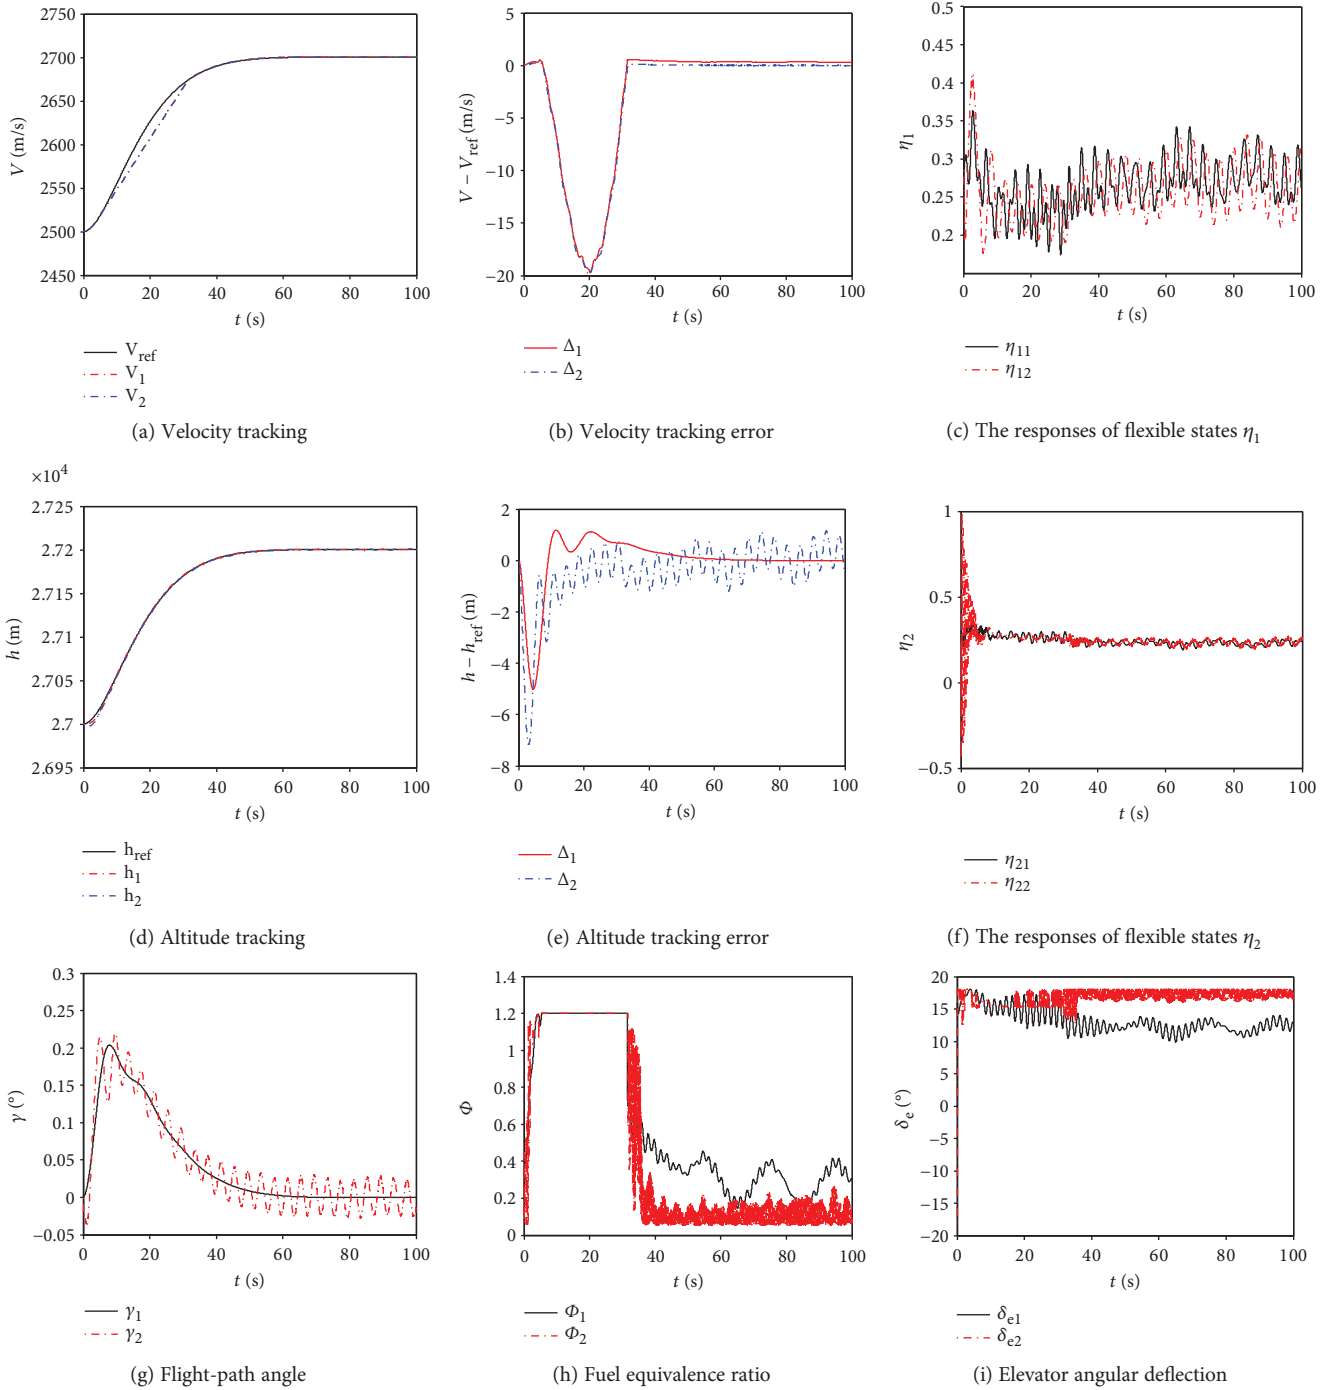 2750
2700
2650
2600
2550
2500
2450
V (m/s)
0 20 40 60 80 100
t (s)
V_ref
V_1
V_2
(a) Velocity tracking
5
0
−5
−10
−15
−20
V − V_ref (m/s)
0 20 40 60 80 100
t (s)
Δ_1
Δ_2
(b) Velocity tracking error
0.5
0.45
0.4
0.35
0.3
0.25
0.2
η_1
0 20 40 60 80 100
t (s)
η_11
η_12
(c) The responses of flexible states η_1
×10^4
2.7225
2.720
2.7115
2.71
2.7055
2.7
2.695
h (m)
0 20 40 60 80 100
t (s)
h_ref
h_1
h_2
(d) Altitude tracking
2
0
−2
−4
−6
−8
h − h_ref (m)
0 20 40 60 80 100
t (s)
Δ_1
Δ_2
(e) Altitude tracking error
1
0.5
0
−0.5
η_2
0 20 40 60 80 100
t (s)
η_21
η_22
(f) The responses of flexible states η_2
0.3
0.25
0.2
0.15
0.1
0.05
0
−0.05
γ (°)
0 20 40 60 80 100
t (s)
γ_1
γ_2
(g) Flight-path angle
1.4
1.2
1
0.8
0.6
0.4
0.2
0
Φ
0 20 40 60 80 100
t (s)
Φ_1
Φ_2
(h) Fuel equivalence ratio
20
15
10
5
0
−5
−10
−15
−20
δ_e (°)
0 20 40 60 80 100
t (s)
δ_e1
δ_e2
(i) Elevator angular deflection